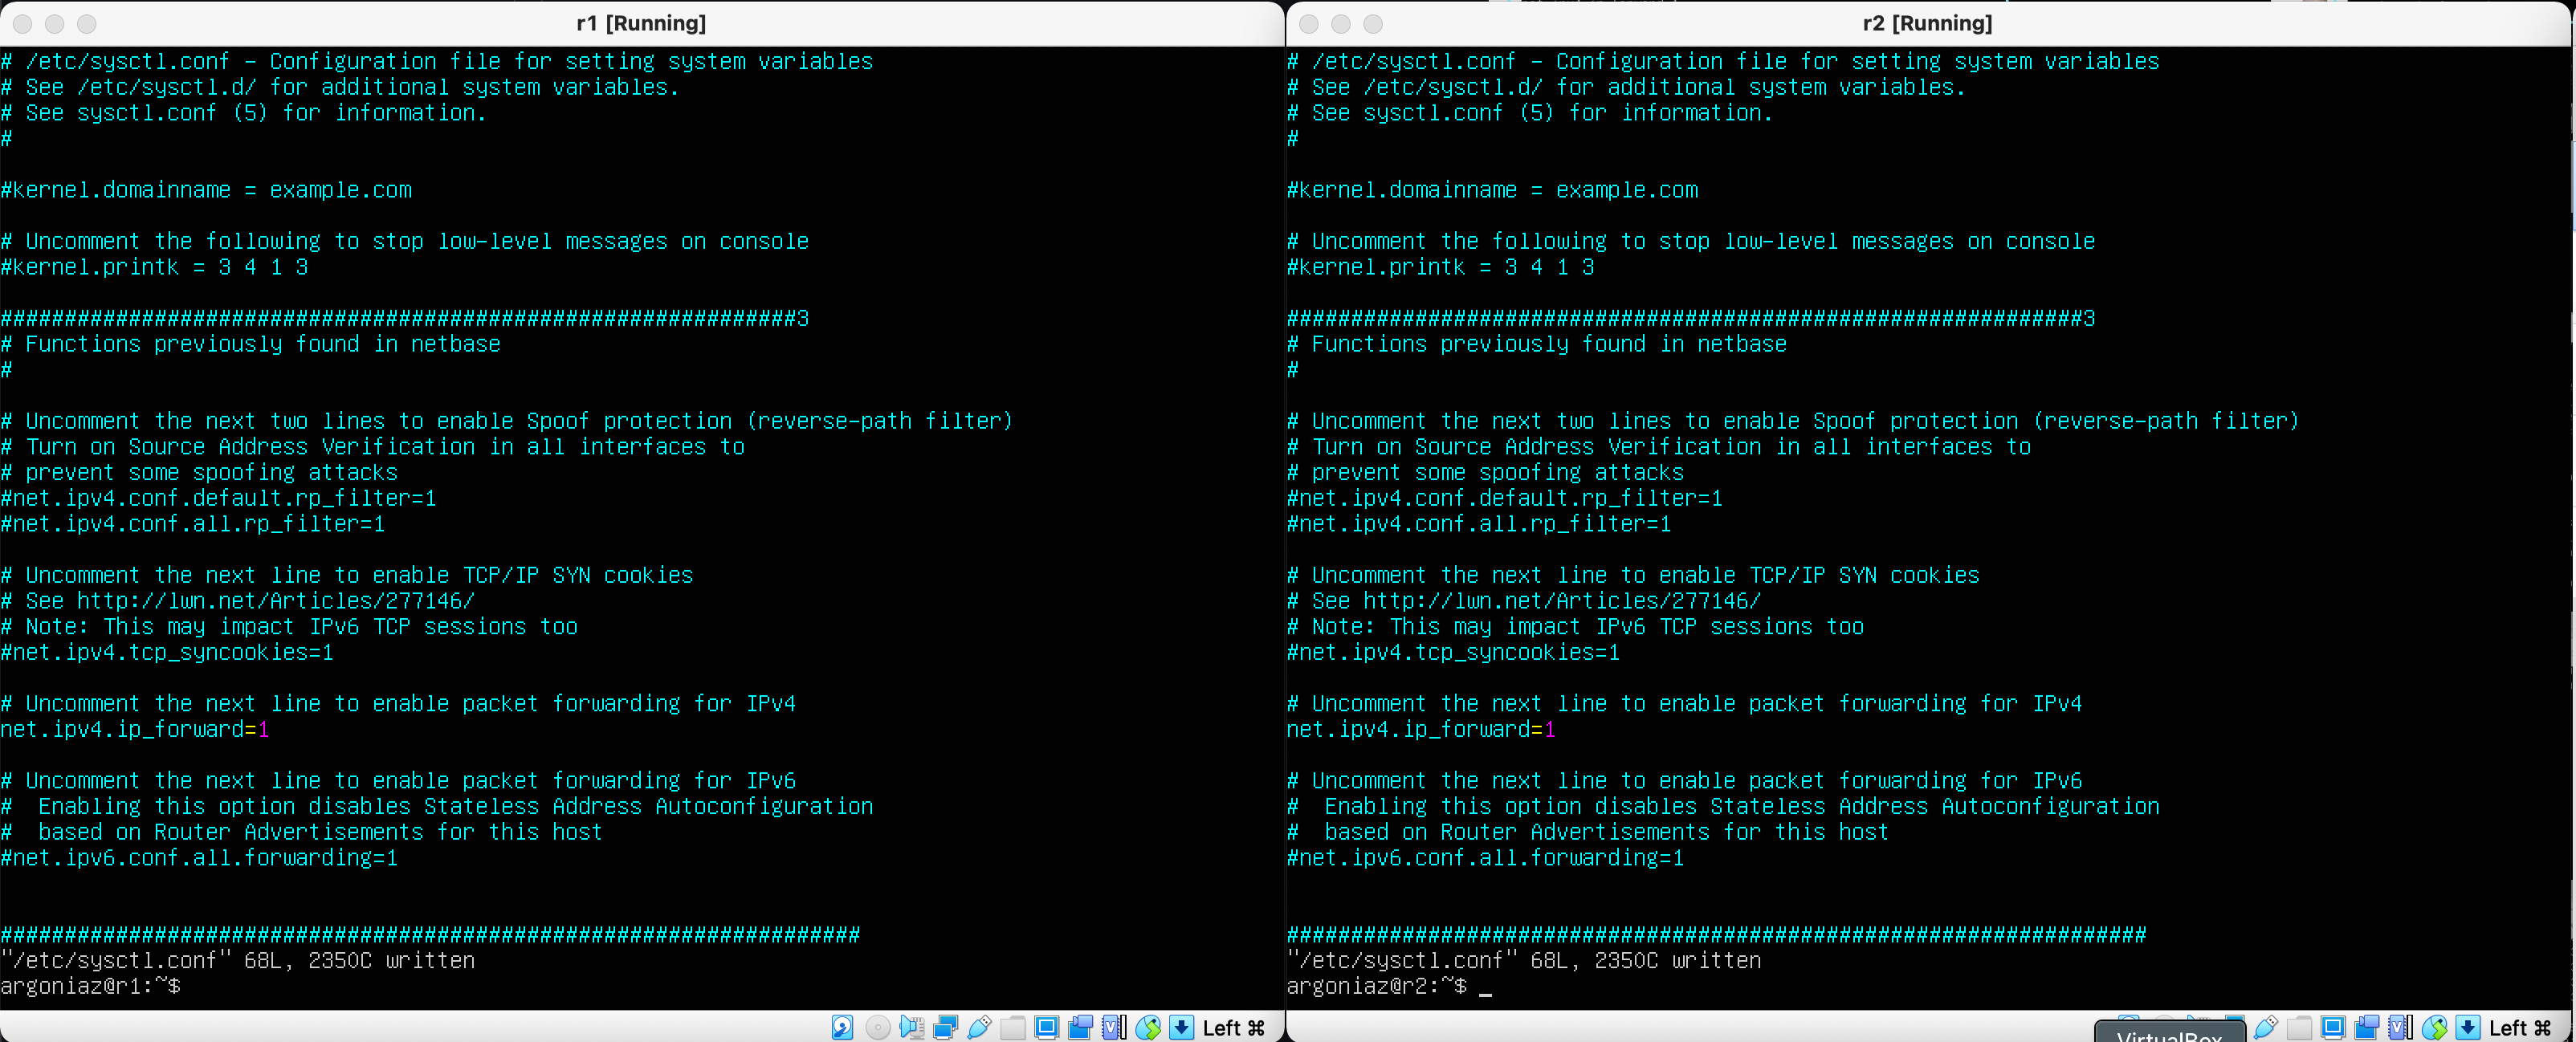 r1 [Running]
# /etc/sysctl.conf - Configuration file for setting system variables
# See /etc/sysctl.d/ for additional system variables.
# See sysctl.conf (5) for information.
#
#kernel.domainname = example.com
# Uncomment the following to stop low-level messages on console
#kernel.printk = 3 4 1 3
##############################################################3
# Functions previously found in netbase
#
# Uncomment the next two lines to enable Spoof protection (reverse-path filter)
# Turn on Source Address Verification in all interfaces to
# prevent some spoofing attacks
#net.ipv4.conf.default.rp_filter=1
#net.ipv4.conf.all.rp_filter=1
# Uncomment the next line to enable TCP/IP SYN cookies
# See http://lwn.net/Articles/277146/
# Note: This may impact IPv6 TCP sessions too
#net.ipv4.tcp_syncookies=1
# Uncomment the next line to enable packet forwarding for IPv4
net.ipv4.ip_forward=1
# Uncomment the next line to enable packet forwarding for IPv6
#  Enabling this option disables Stateless Address Autoconfiguration
#  based on Router Advertisements for this host
#net.ipv6.conf.all.forwarding=1
###################################################################
"/etc/sysctl.conf" 68L, 2350C written
argoniaz@r1:~$
Left ⌘
r2 [Running]
# /etc/sysctl.conf - Configuration file for setting system variables
# See /etc/sysctl.d/ for additional system variables.
# See sysctl.conf (5) for information.
#
#kernel.domainname = example.com
# Uncomment the following to stop low-level messages on console
#kernel.printk = 3 4 1 3
##############################################################3
# Functions previously found in netbase
#
# Uncomment the next two lines to enable Spoof protection (reverse-path filter)
# Turn on Source Address Verification in all interfaces to
# prevent some spoofing attacks
#net.ipv4.conf.default.rp_filter=1
#net.ipv4.conf.all.rp_filter=1
# Uncomment the next line to enable TCP/IP SYN cookies
# See http://lwn.net/Articles/277146/
# Note: This may impact IPv6 TCP sessions too
#net.ipv4.tcp_syncookies=1
# Uncomment the next line to enable packet forwarding for IPv4
net.ipv4.ip_forward=1
# Uncomment the next line to enable packet forwarding for IPv6
#  Enabling this option disables Stateless Address Autoconfiguration
#  based on Router Advertisements for this host
#net.ipv6.conf.all.forwarding=1
###################################################################
"/etc/sysctl.conf" 68L, 2350C written
argoniaz@r2:~$ _
VirtualBox
Left ⌘